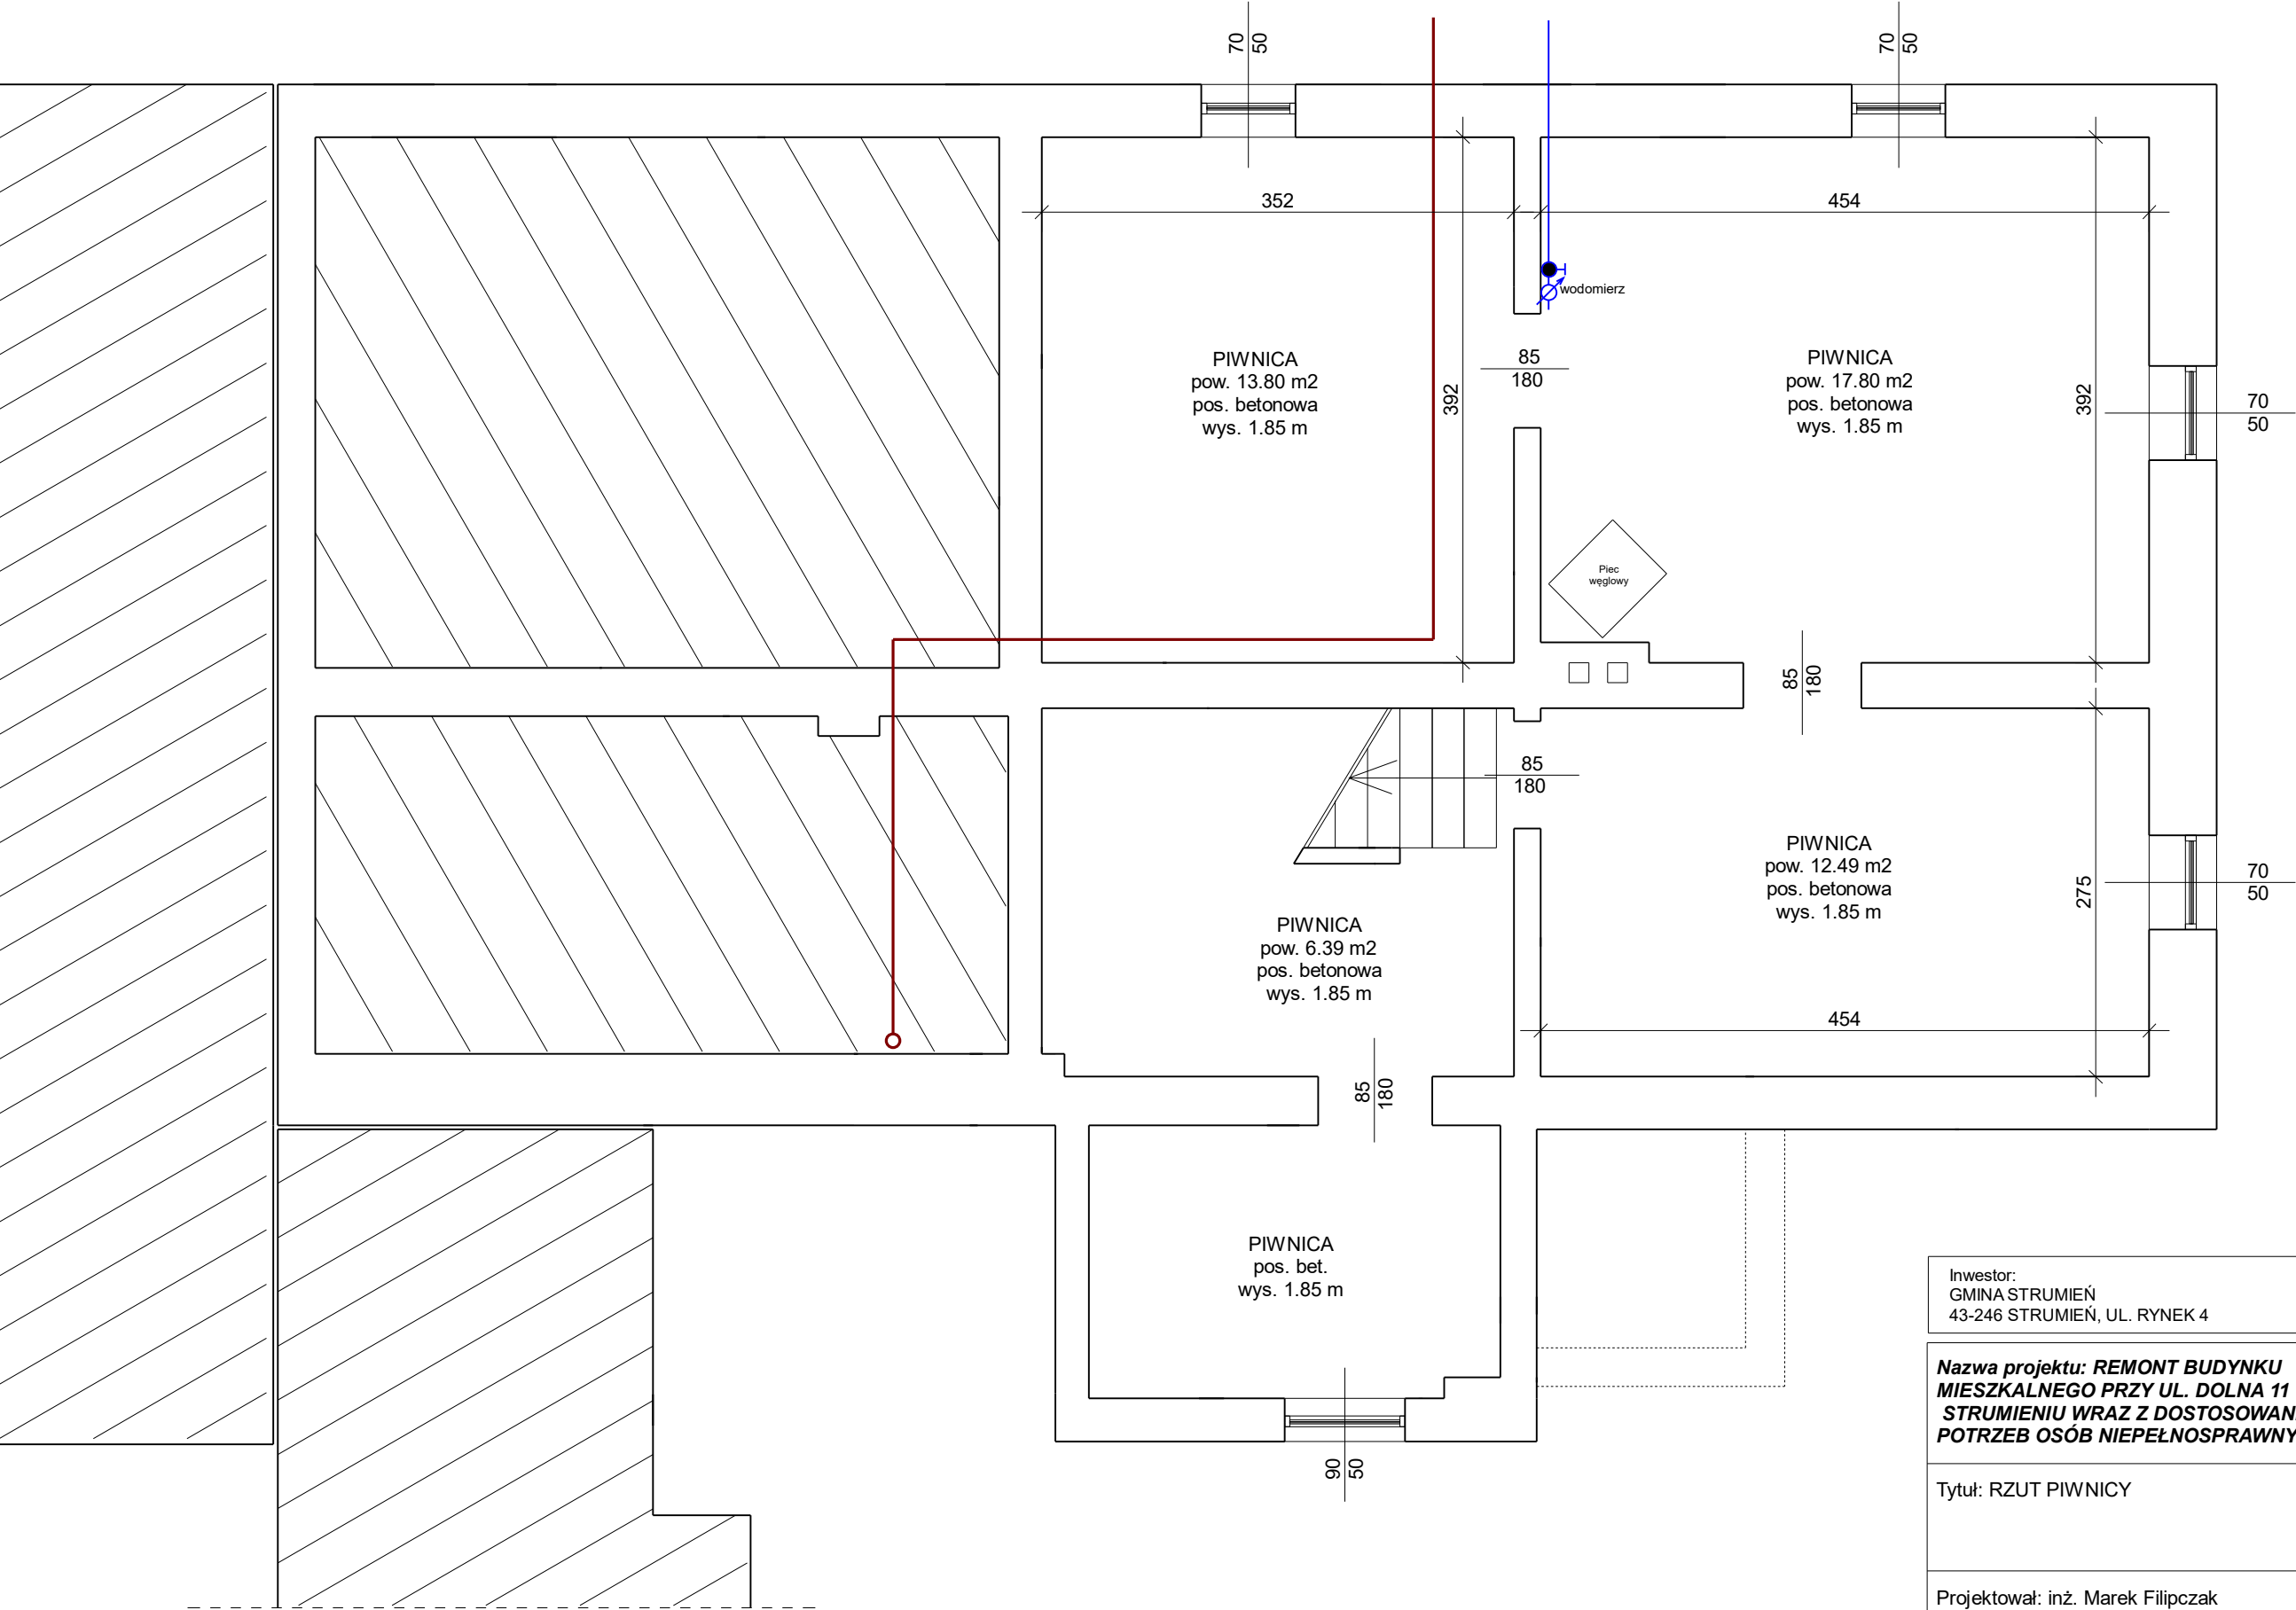 70
50
70
50
352
454
wodomierz
PIWNICA
pow. 13.80 m2
pos. betonowa
wys. 1.85 m
85
180
392
PIWNICA
pow. 17.80 m2
pos. betonowa
wys. 1.85 m
392
70
50
Piec
węglowy
85
180
85
180
PIWNICA
pow. 12.49 m2
pos. betonowa
wys. 1.85 m
275
70
50
PIWNICA
pow. 6.39 m2
pos. betonowa
wys. 1.85 m
454
85
180
PIWNICA
pos. bet.
wys. 1.85 m
90
50
Inwestor:
GMINA STRUMIEŃ
43-246 STRUMIEŃ, UL. RYNEK 4
Nazwa projektu: REMONT BUDYNKU
MIESZKALNEGO PRZY UL. DOLNA 11
STRUMIENIU WRAZ Z DOSTOSOWAN
POTRZEB OSÓB NIEPEŁNOSPRAWNY
Tytuł: RZUT PIWNICY
Projektował: inż. Marek Filipczak